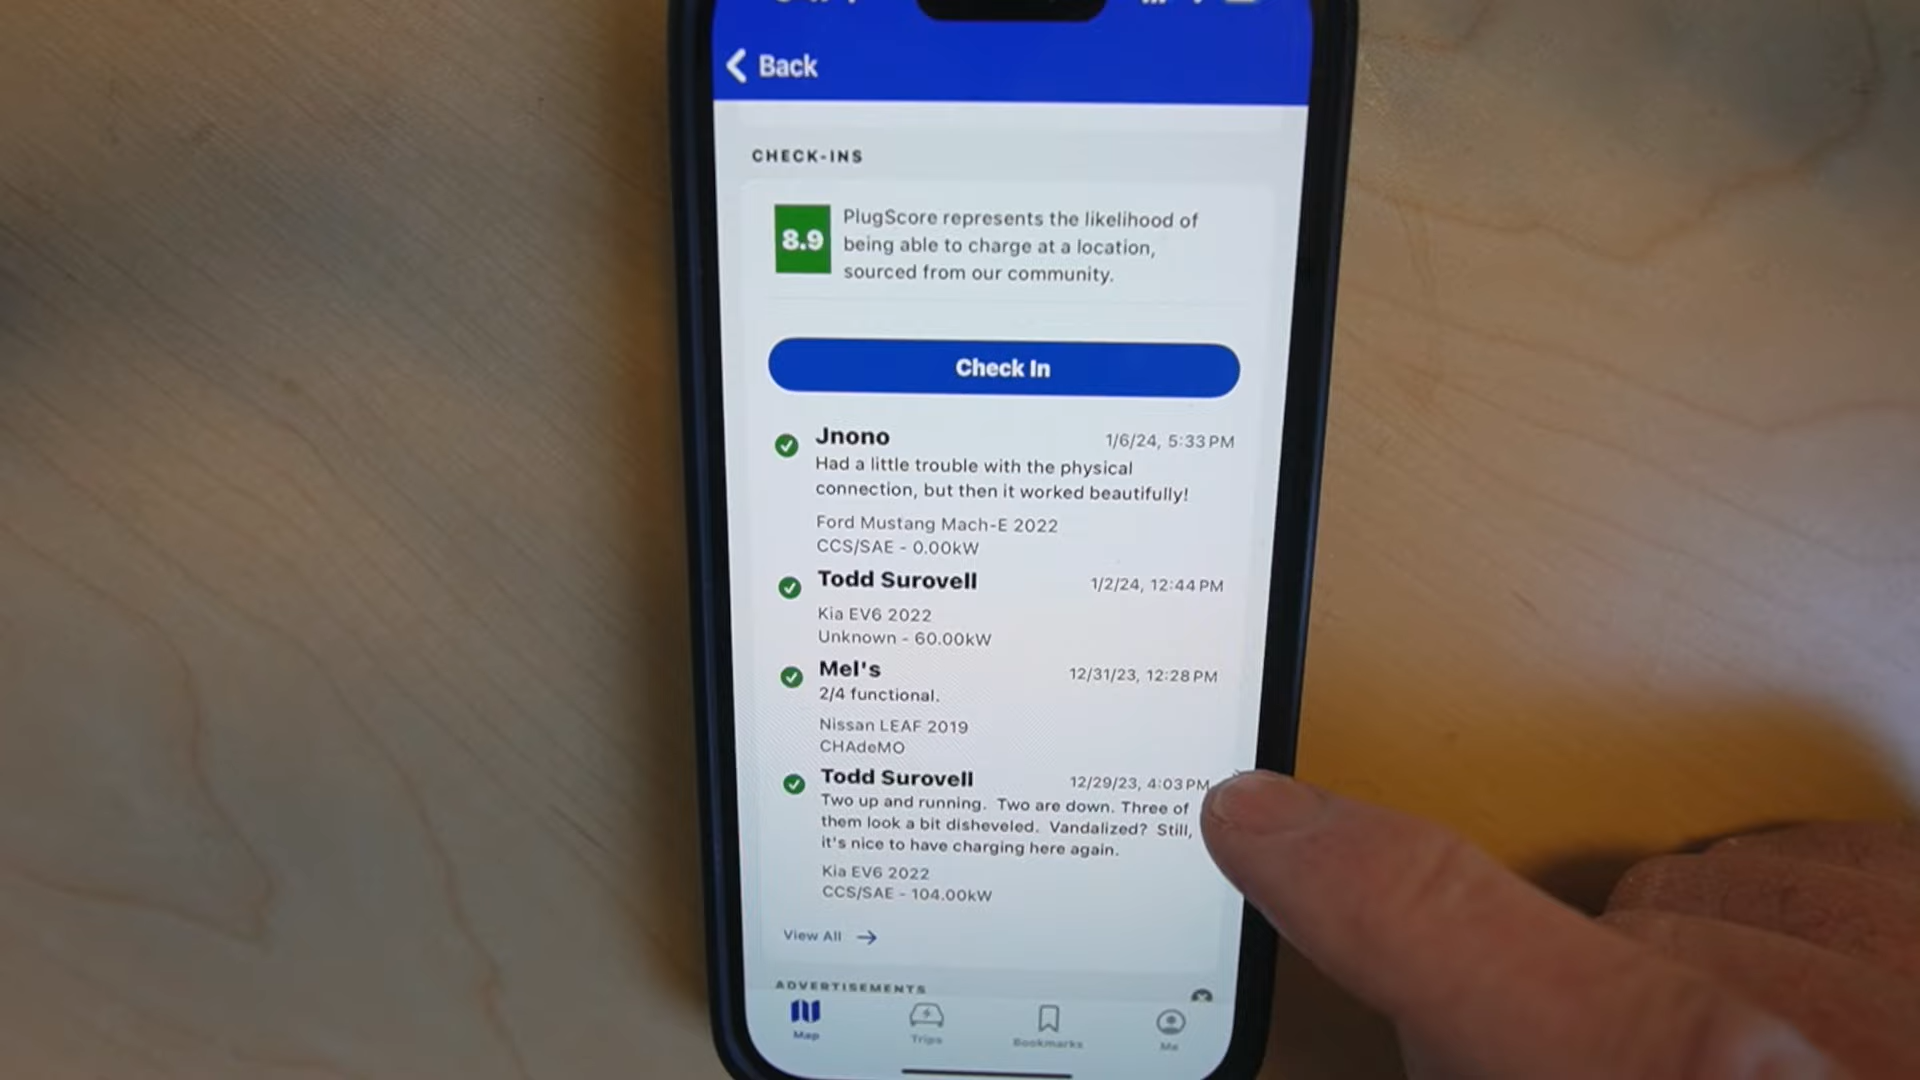 Back
CHECK-INS
8.9
PlugScore represents the likelihood of
being able to charge at a location,
sourced from our community.
Check In
Jnono 1/6/24, 5:33 PM
Had a little trouble with the physical
connection, but then it worked beautifully!
Ford Mustang Mach-E 2022
CCS/SAE - 0.00kW
Todd Surovell 1/2/24, 12:44 PM
Kia EV6 2022
Unknown - 60.00kW
Mel's 12/31/23, 12:28 PM
2/4 functional.
Nissan LEAF 2019
CHAdeMO
Todd Surovell 12/29/23, 4:03 PM
Two up and running. Two are down. Three of
them look a bit disheveled. Vandalized? Still,
it's nice to have charging here again.
Kia EV6 2022
CCS/SAE - 104.00kW
View All
ADVERTISEMENTS
Map Trips Bookmarks Me